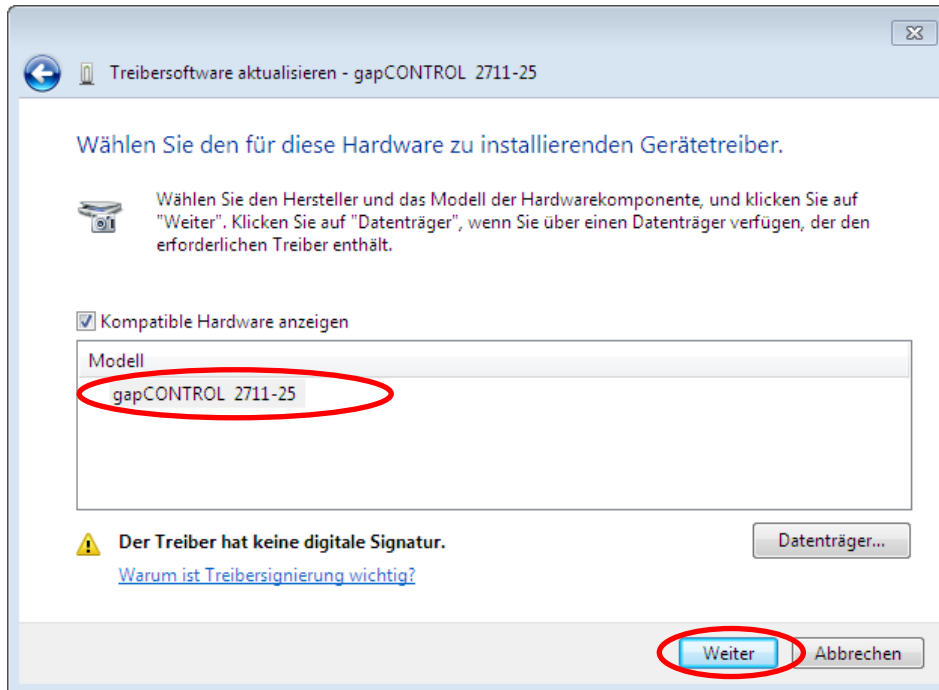 Treibersoftware aktualisieren - gapCONTROL 2711-25
Wählen Sie den für diese Hardware zu installierenden Gerätetreiber.
Wählen Sie den Hersteller und das Modell der Hardwarekomponente, und klicken Sie auf
"Weiter". Klicken Sie auf "Datenträger", wenn Sie über einen Datenträger verfügen, der den
erforderlichen Treiber enthält.
Kompatible Hardware anzeigen
Modell
gapCONTROL 2711-25
Der Treiber hat keine digitale Signatur.
Datenträger...
Warum ist Treibersignierung wichtig?
Weiter
Abbrechen